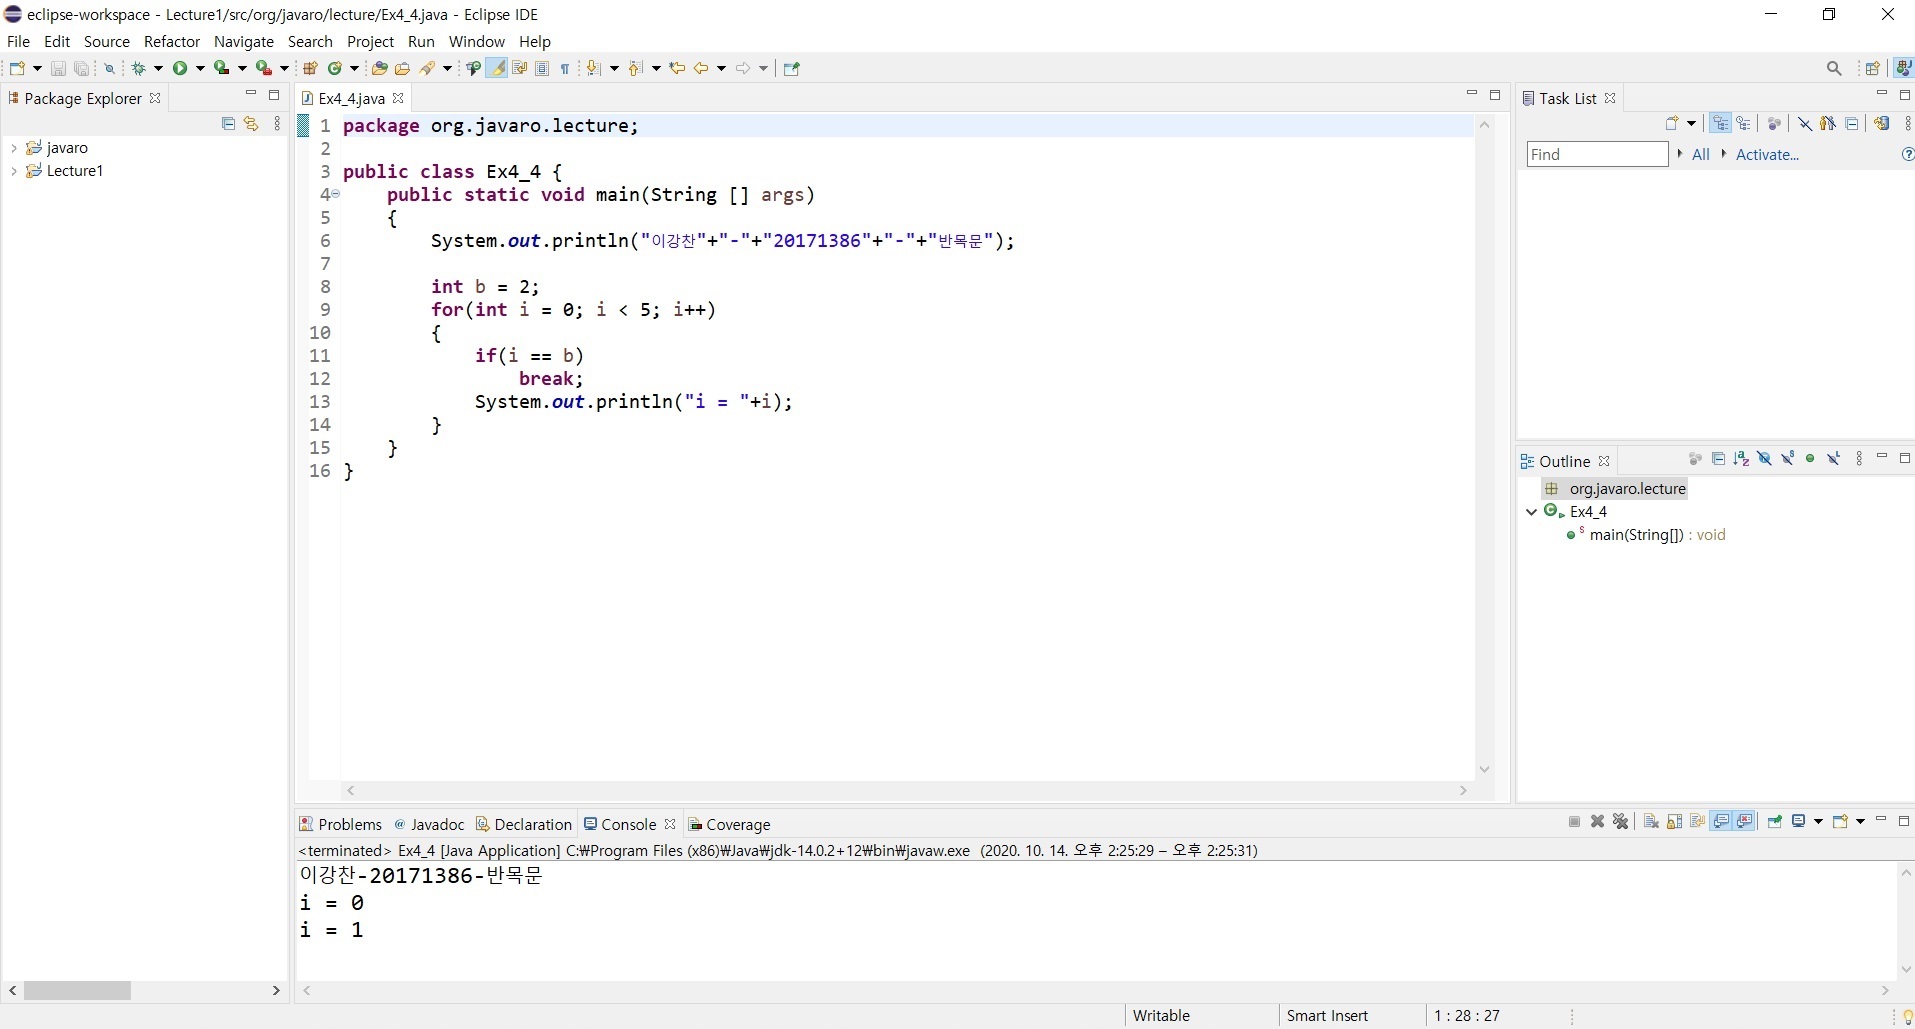 eclipse-workspace - Lecture1/src/org/javaro/lecture/Ex4_4.java - Eclipse IDE
File Edit Source Refactor Navigate Search Project Run Window Help
Package Explorer
javaro
Lecture1
Ex4_4.java
1 package org.javaro.lecture;
2
3 public class Ex4_4 {
4 public static void main(String [] args)
5 {
6 System.out.println("이강찬"+"-"+"20171386"+"-"+"반목문");
7
8 int b = 2;
9 for(int i = 0; i < 5; i++)
10 {
11 if(i == b)
12 break;
13 System.out.println("i = "+i);
14 }
15 }
16 }
Task List
Find All Activate...
Outline
org.javaro.lecture
Ex4_4
main(String[]) : void
Problems @ Javadoc Declaration Console Coverage
<terminated> Ex4_4 [Java Application] C:₩Program Files (x86)₩Java₩jdk-14.0.2+12₩bin₩javaw.exe (2020. 10. 14. 오후 2:25:29 – 오후 2:25:31)
이강찬-20171386-반목문
i = 0
i = 1
Writable Smart Insert 1 : 28 : 27